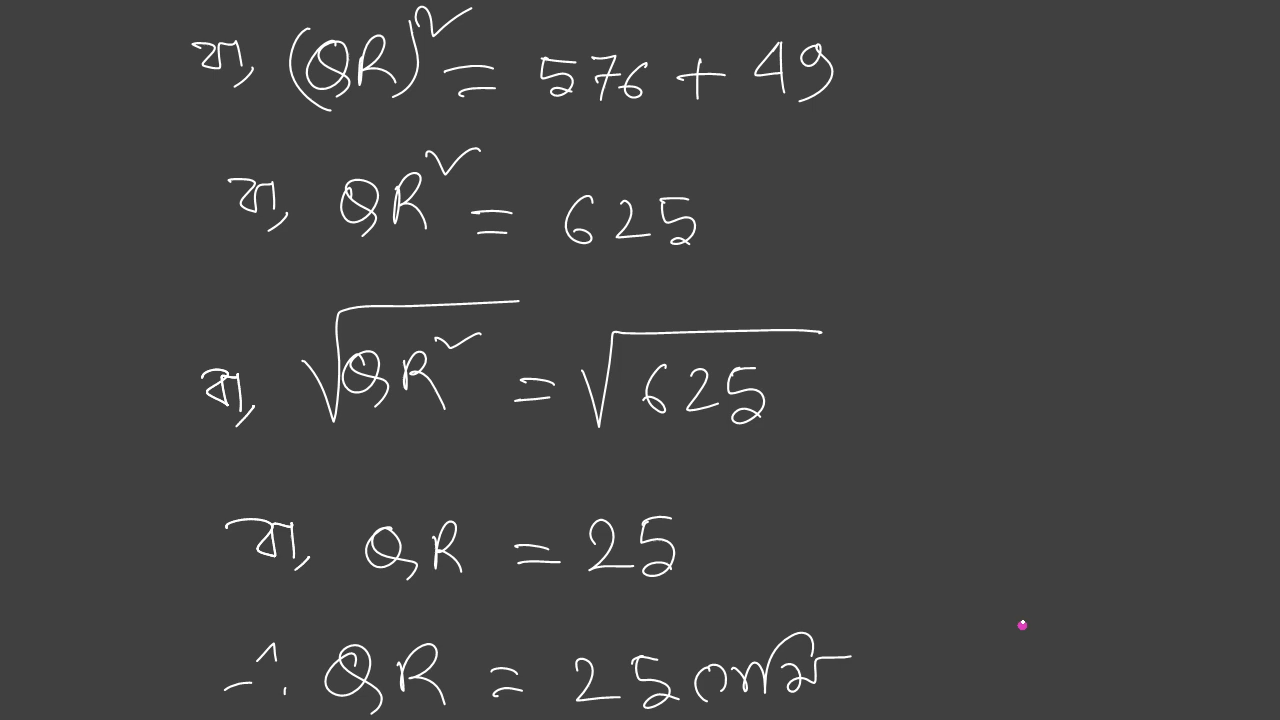 বা, (QR)² = 576 + 49
বা, QR² = 625
বা, √QR² = √625
বা, QR = 25
∴ QR = 25 সেমি